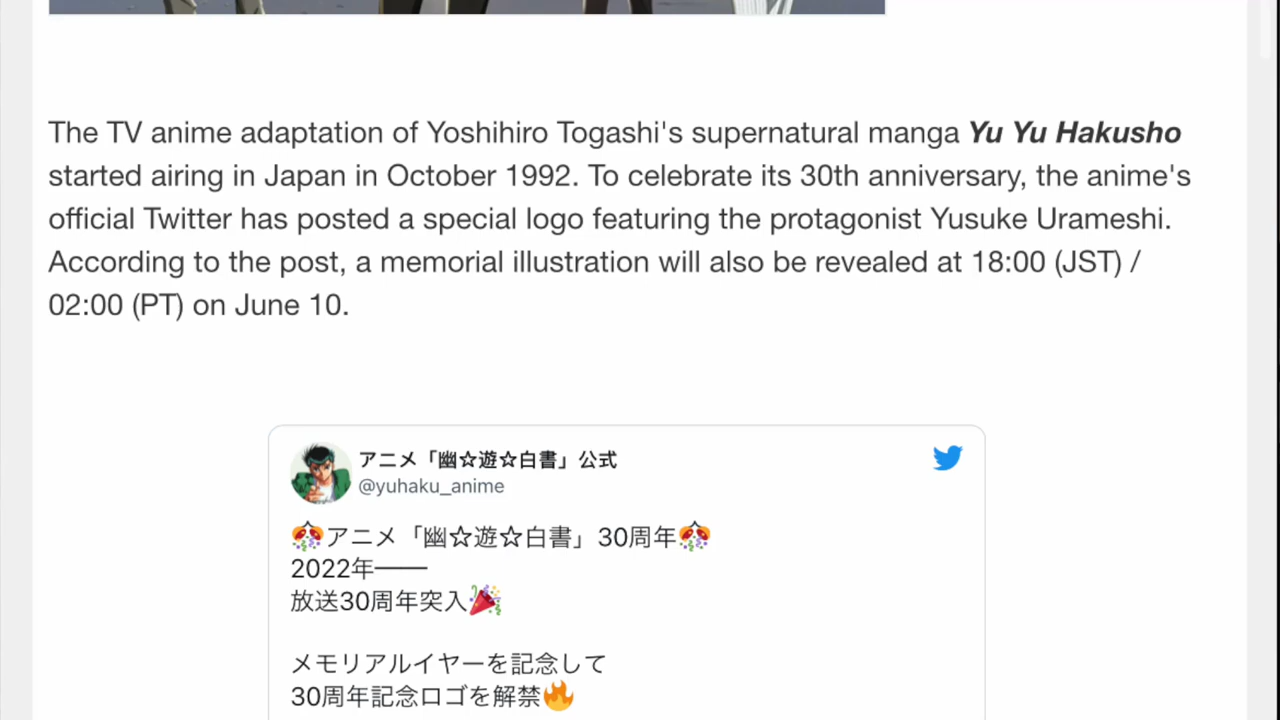 The TV anime adaptation of Yoshihiro Togashi's supernatural manga Yu Yu Hakusho
started airing in Japan in October 1992. To celebrate its 30th anniversary, the anime's
official Twitter has posted a special logo featuring the protagonist Yusuke Urameshi.
According to the post, a memorial illustration will also be revealed at 18:00 (JST) /
02:00 (PT) on June 10.
アニメ「幽☆遊☆白書」公式
@yuhaku_anime
🎊アニメ「幽☆遊☆白書」30周年🎊
2022年━━
放送30周年突入🎉
メモリアルイヤーを記念して
30周年記念ロゴを解禁🔥